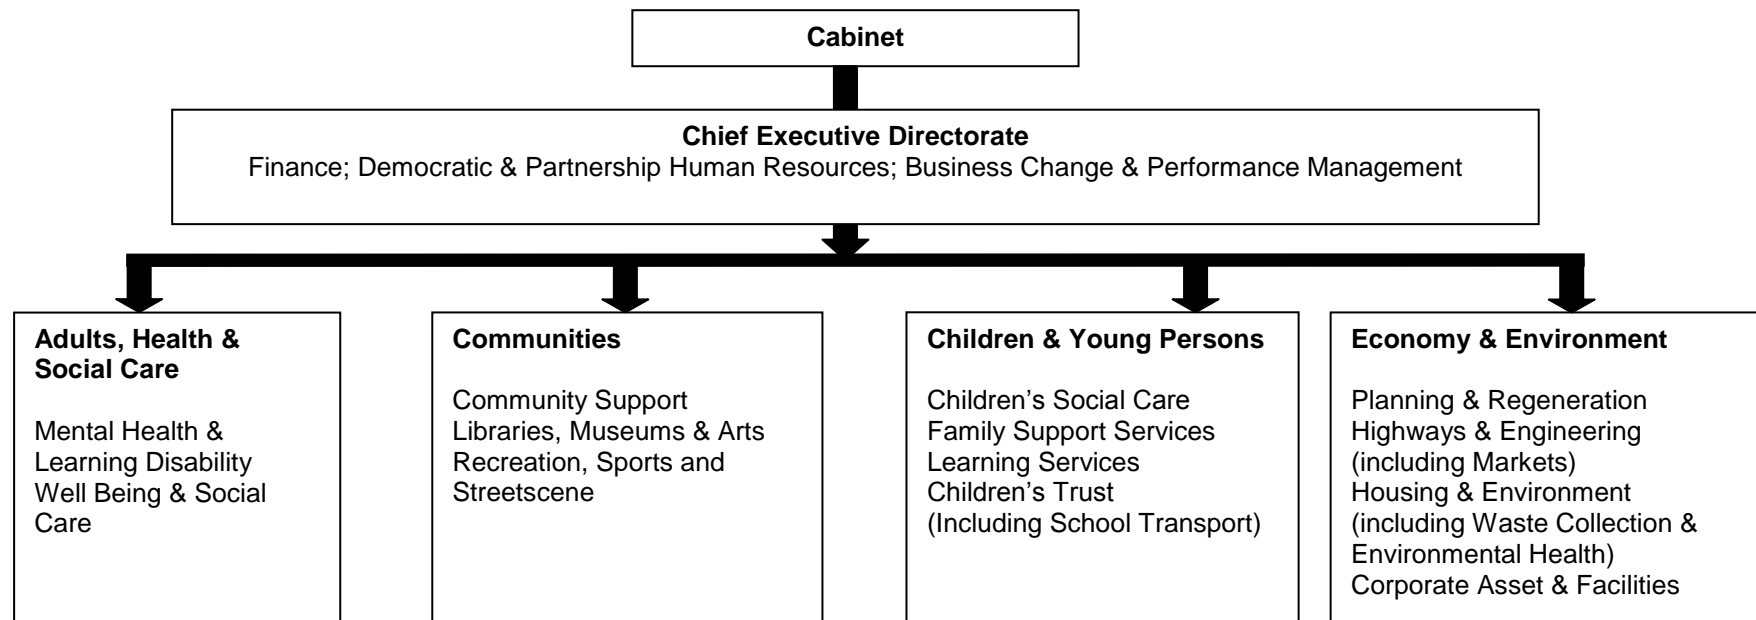 Cabinet
Chief Executive Directorate
Finance; Democratic & Partnership Human Resources; Business Change & Performance Management
Adults, Health &
Social Care
Mental Health &
Learning Disability
Well Being & Social
Care
Communities
Community Support
Libraries, Museums & Arts
Recreation, Sports and
Streetscene
Children & Young Persons
Children’s Social Care
Family Support Services
Learning Services
Children’s Trust
(Including School Transport)
Economy & Environment
Planning & Regeneration
Highways & Engineering
(including Markets)
Housing & Environment
(including Waste Collection &
Environmental Health)
Corporate Asset & Facilities